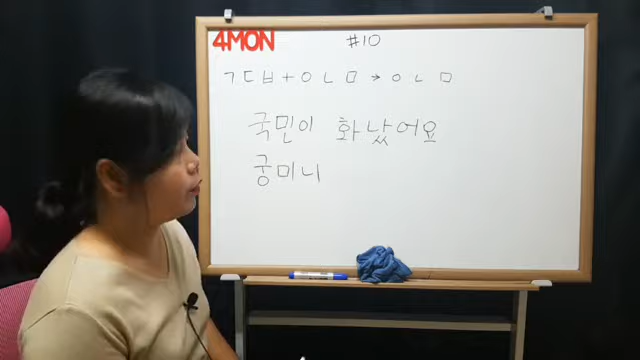 4MON #10
ㄱ ㄷ ㅂ + ㅇ ㄴ ㅁ → ㅇ ㄴ ㅁ
국민이 화났어요
궁미니